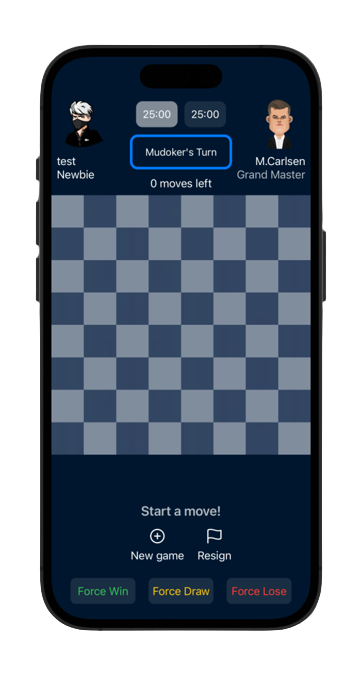 25:00
25:00
Mudoker's Turn
test
Newbie
M.Carlsen
Grand Master
0 moves left
Start a move!
New game
Resign
Force Win
Force Draw
Force Lose